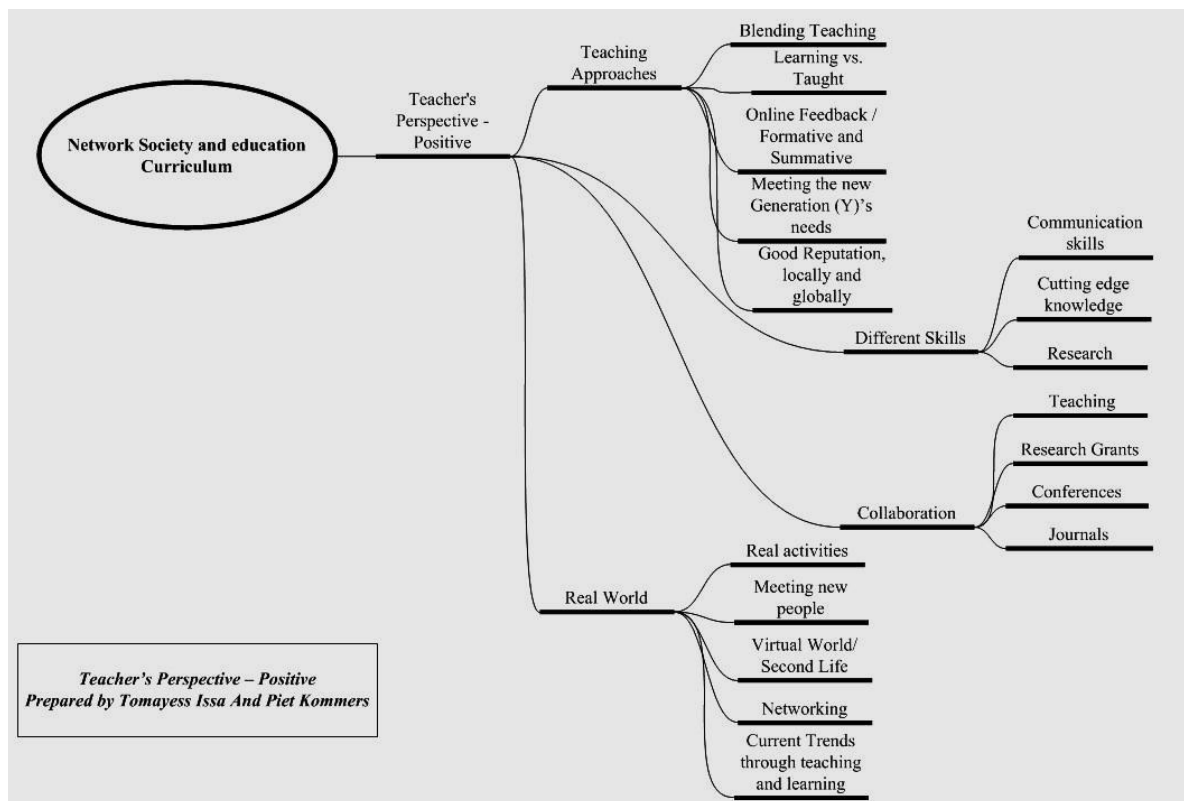 Network Society and education
Curriculum
Teacher's
Perspective -
Positive
Teaching
Approaches
Blending Teaching
Learning vs.
Taught
Online Feedback /
Formative and
Summative
Meeting the new
Generation (Y)’s
needs
Good Reputation,
locally and
globally
Different Skills
Communication
skills
Cutting edge
knowledge
Research
Collaboration
Teaching
Research Grants
Conferences
Journals
Real World
Real activities
Meeting new
people
Virtual World/
Second Life
Networking
Current Trends
through teaching
and learning
Teacher’s Perspective – Positive
Prepared by Tomayess Issa And Piet Kommers